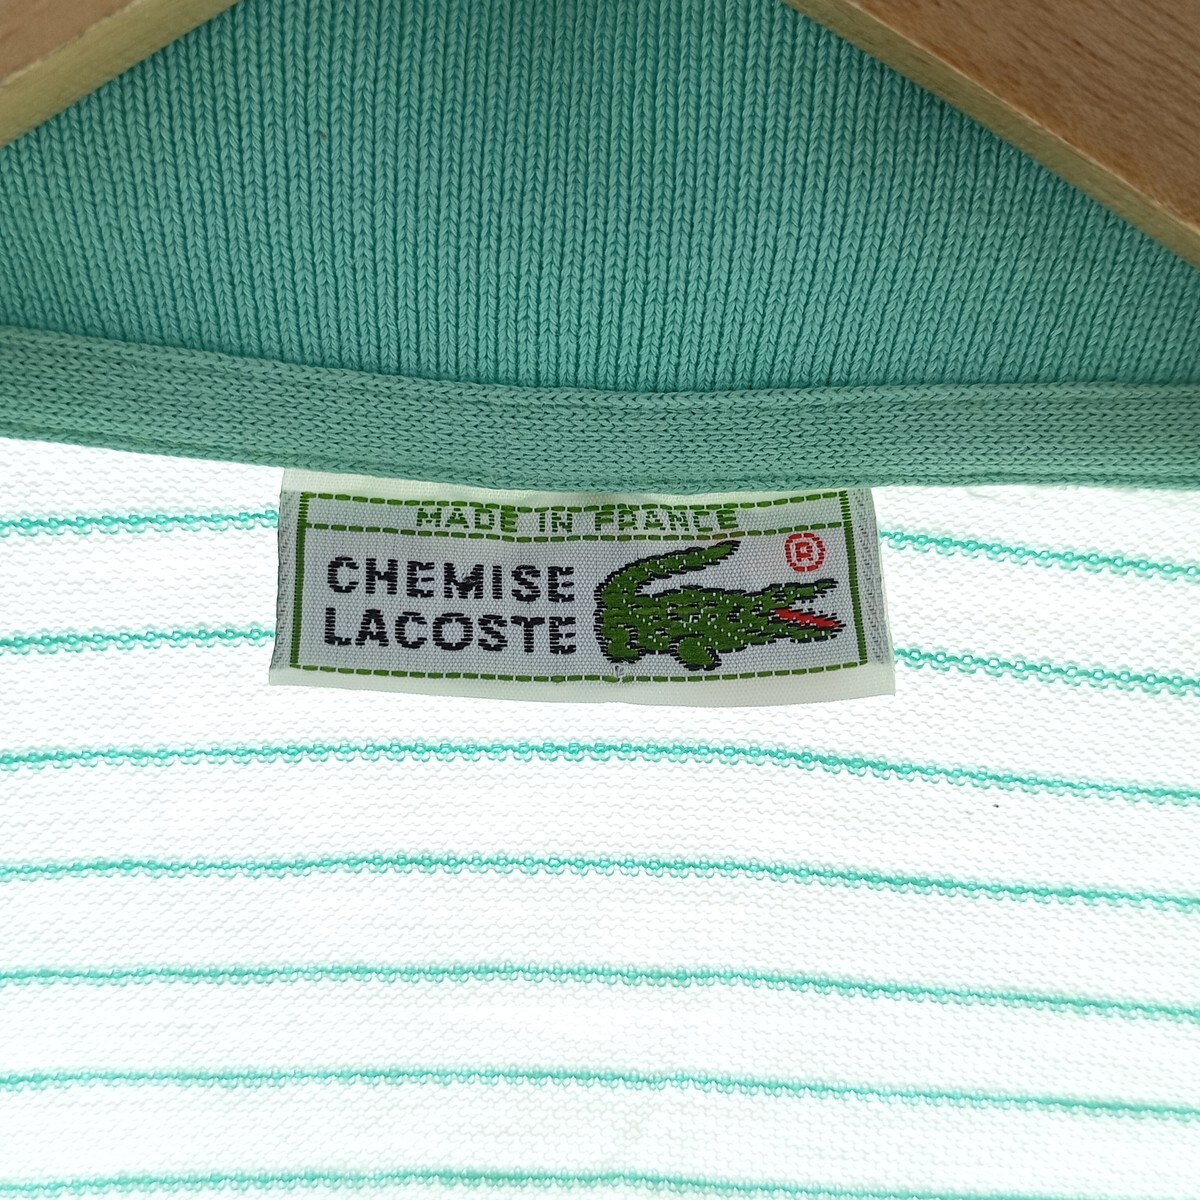 MADE IN FRANCE
CHEMISE
LACOSTE
®